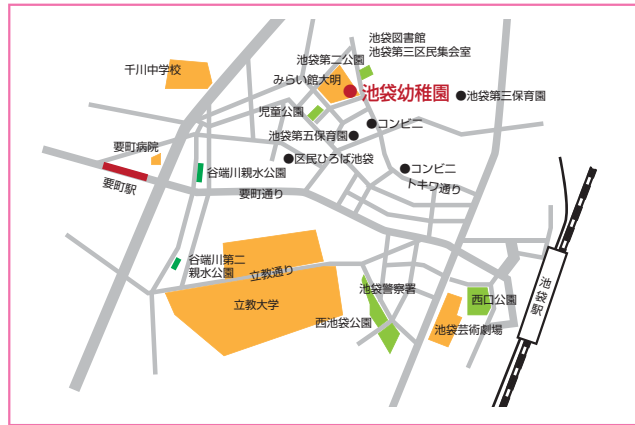 池袋図書館
池袋第三区民集会室
池袋第二公園
千川中学校
みらい館大明
池袋幼稚園
池袋第三保育園
児童公園
コンビニ
池袋第五保育園
要町病院
区民ひろば池袋
コンビニ
谷端川親水公園
トキワ通り
要町駅
要町通り
谷端川第二
親水公園
立教通り
池袋警察署
池袋駅
立教大学
西口公園
西池袋公園
池袋芸術劇場